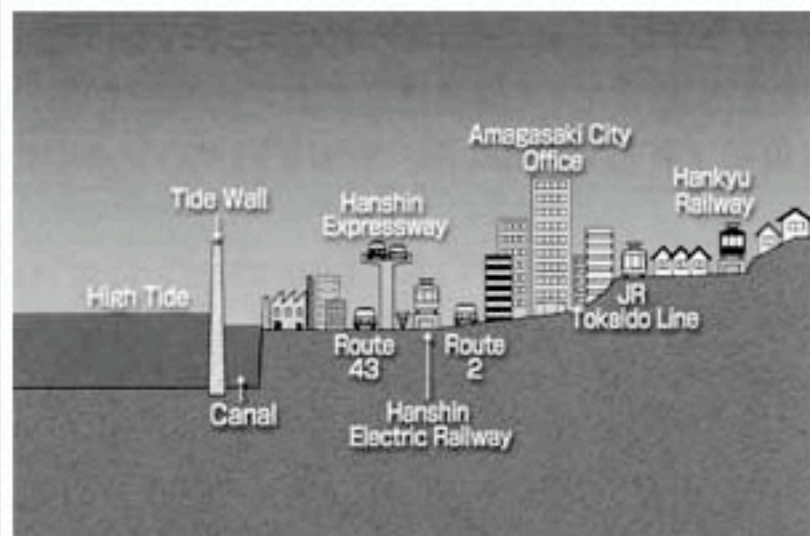 Amagasaki City
Office
Hankyu
Railway
Tide Wall
Hanshin
Expressway
High Tide
JR
Tokaido Line
Route
43
Route
2
Canal
Hanshin
Electric Railway